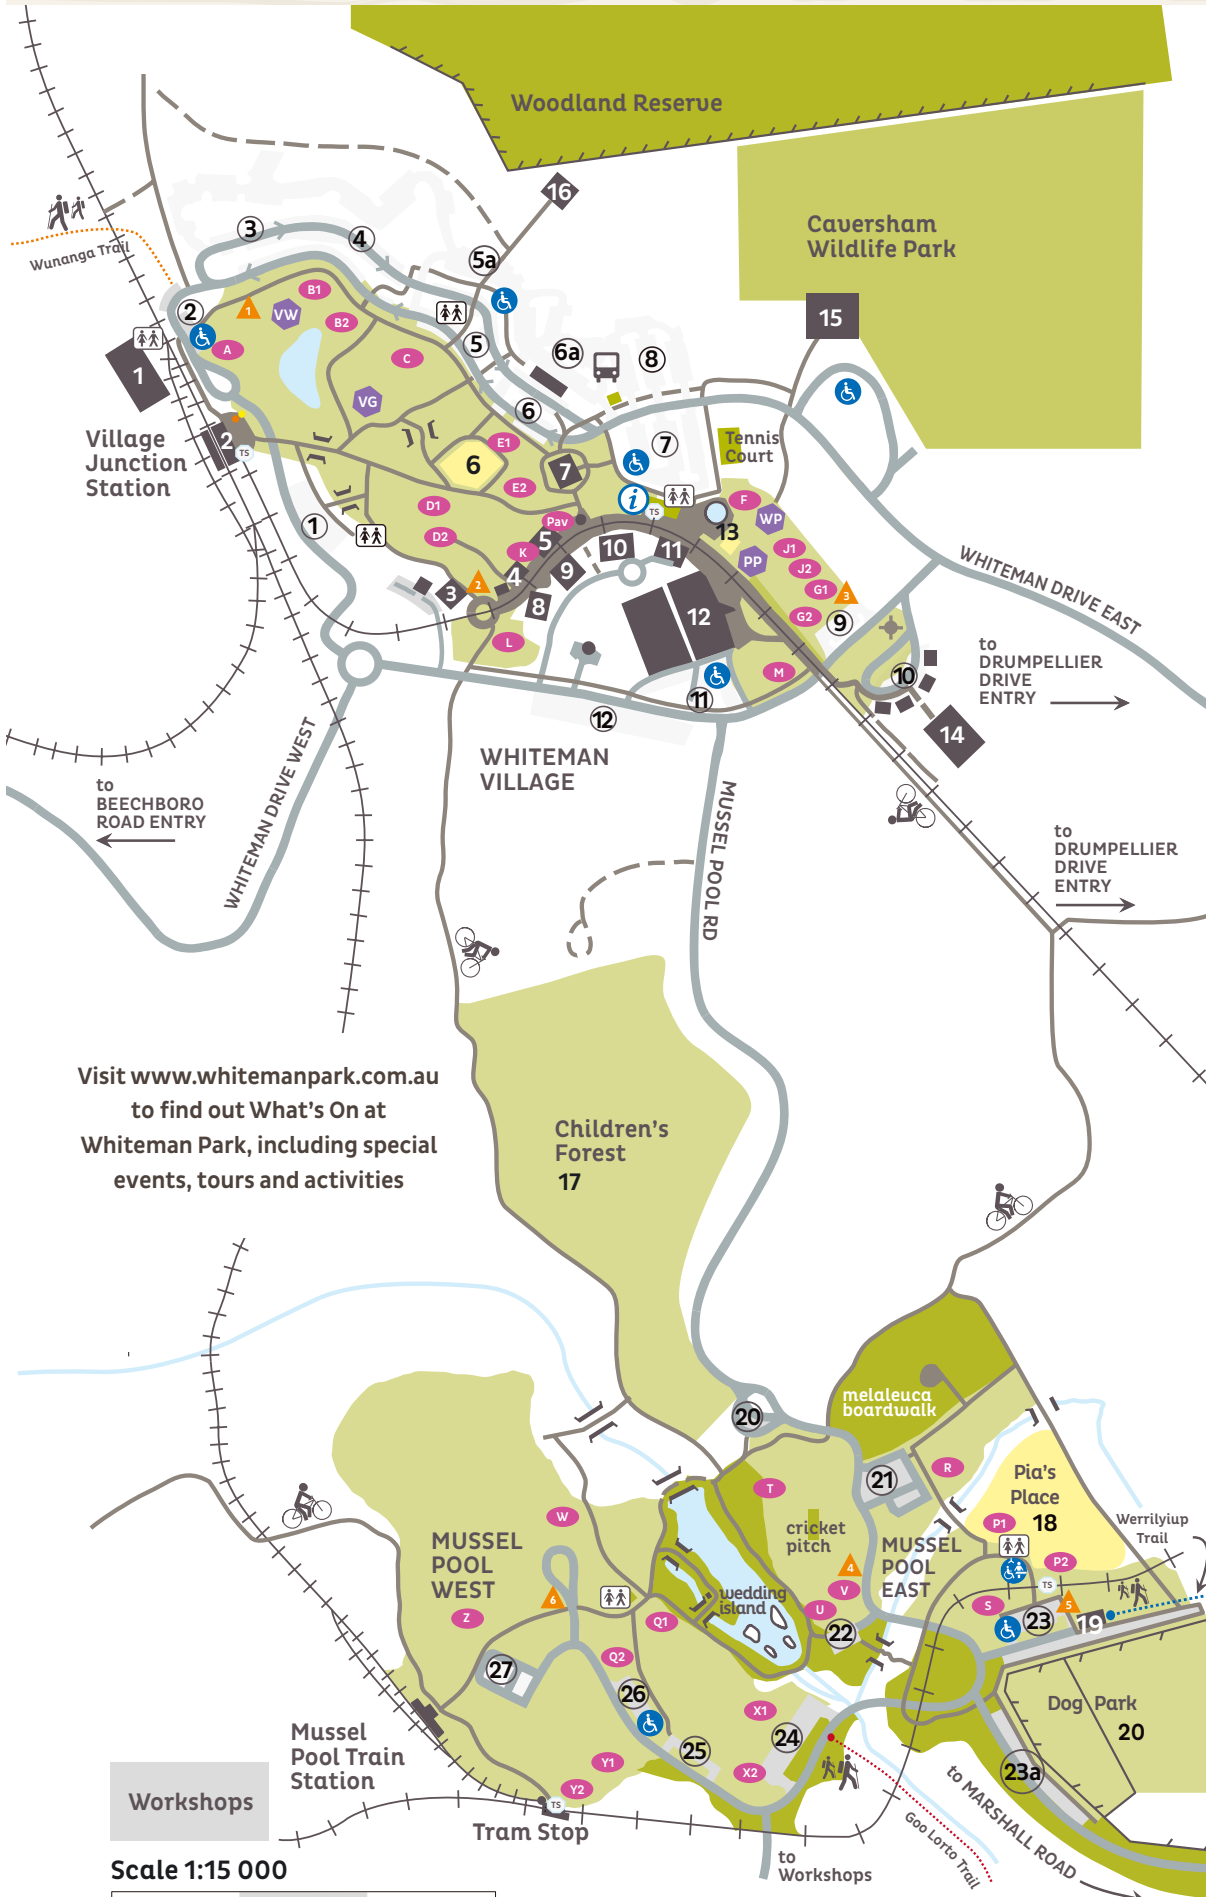 Woodland Reserve
16
Caversham
Wildlife Park
3
4
5a
Wunanga Trail
B1
2
1
VW
B2
15
A
C
5
6a
8
1
VG
6
2
TS
Village
Junction
Station
E1
6
7
7
Tennis
Court
E2
D1
F
i
TS
1
D2
Pav
WP
13
5
K
10
11
J1
PP
J2
WHITEMAN DRIVE EAST
2
4
9
G1
3
3
8
12
G2
9
L
to
DRUMPELLIER
DRIVE
ENTRY
M
10
11
12
14
WHITEMAN
VILLAGE
WHITEMAN DRIVE WEST
to
BEECHBORO
ROAD ENTRY
MUSSEL POOL RD
to
DRUMPELLIER
DRIVE
ENTRY
Visit www.whitemanpark.com.au
to find out What's On at
Whiteman Park, including special
events, tours and activities
Children's
Forest
17
melaleuca
boardwalk
20
R
21
Pia's
Place
18
T
W
cricket
pitch
P1
Werrilyiup
Trail
MUSSEL
POOL
WEST
MUSSEL
POOL
EAST
4
P2
V
TS
6
wedding
island
U
S
5
Z
Q1
23
19
22
Q2
27
26
Dog Park
20
X1
24
Mussel
Pool Train
Station
25
Y1
X2
23a
Y2
TS
Workshops
Tram Stop
to MARSHALL ROAD
Goo Lorto Trail
to
Workshops
Scale 1:15 000